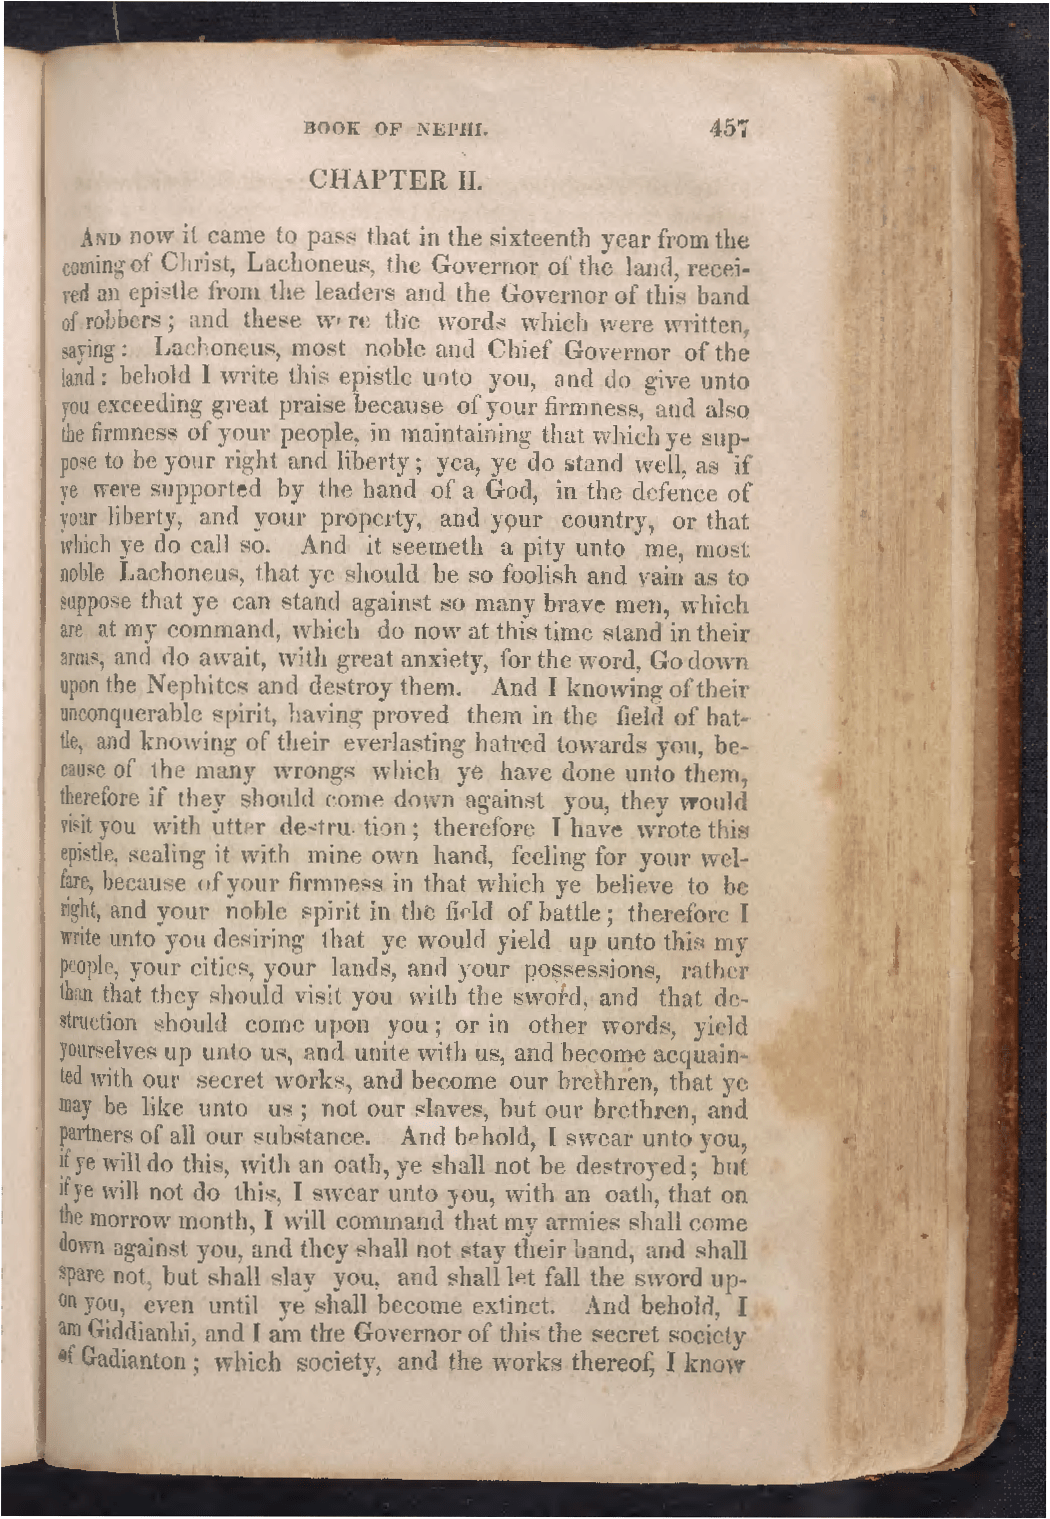 BOOK OF NEPHI. 457
CHAPTER II.
AND now it came to pass that in the sixteenth year from the
coming of Christ, Lachoneus, the Governor of the land, recei-
ved an epistle from the leaders and the Governor of this band
of robbers; and these were the words which were written,
saying: Lachoneus, most noble and Chief Governor of the
land: behold I write this epistle unto you, and do give unto
you exceeding great praise because of your firmness, and also
the firmness of your people, in maintaining that which ye sup-
pose to be your right and liberty; yea, ye do stand well, as if
ye were supported by the hand of a God, in the defence of
your liberty, and your property, and your country, or that
which ye do call so. And it seemeth a pity unto me, most
noble Lachoneus, that ye should be so foolish and vain as to
suppose that ye can stand against so many brave men, which
are at my command, which do now at this time stand in their
arms, and do await, with great anxiety, for the word, Go down
upon the Nephites and destroy them. And I knowing of their
unconquerable spirit, having proved them in the field of bat-
tle, and knowing of their everlasting hatred towards you, be-
cause of the many wrongs which ye have done unto them,
therefore if they should come down against you, they would
visit you with utter destruction; therefore I have wrote this
epistle, sealing it with mine own hand, feeling for your wel-
fare, because of your firmness in that which ye believe to be
right, and your noble spirit in the field of battle; therefore I
write unto you desiring that ye would yield up unto this my
people, your cities, your lands, and your possessions, rather
than that they should visit you with the sword, and that de-
struction should come upon you; or in other words, yield
yourselves up unto us, and unite with us, and become acquain-
ted with our secret works, and become our brethren, that ye
may be like unto us; not our slaves, but our brethren, and
partners of all our substance. And behold, I swear unto you,
if ye will do this, with an oath, ye shall not be destroyed; but
if ye will not do this, I swear unto you, with an oath, that on
the morrow month, I will command that my armies shall come
down against you, and they shall not stay their hand, and shall
spare not, but shall slay you, and shall let fall the sword up-
on you, even until ye shall become extinct. And behold, I
am Giddianhi, and I am the Governor of this the secret society
of Gadianton; which society, and the works thereof, I know